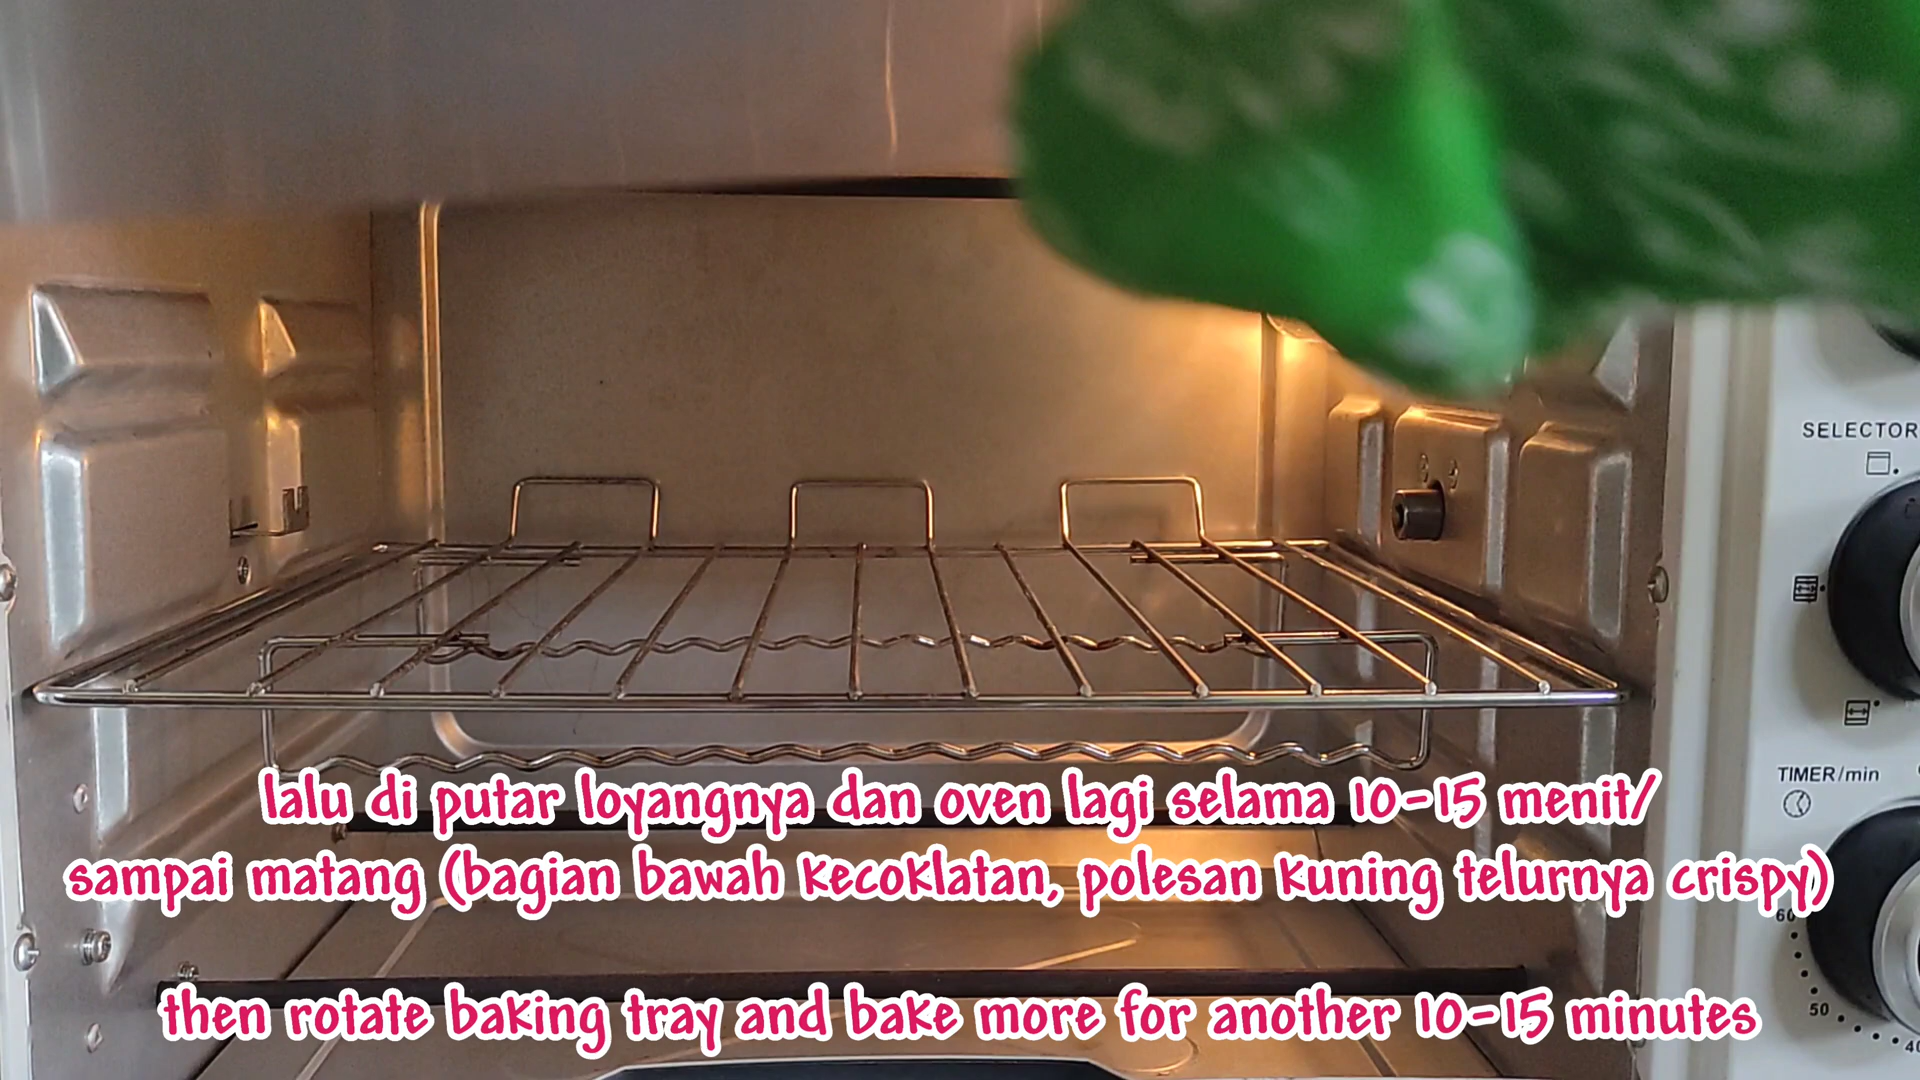 SELECTOR
TIMER/min
lalu di putar loyangnya dan oven lagi selama 10-15 menit/
sampai matang (bagian bawah kecoklatan, polesan kuning telurnya crispy)
60
then rotate baking tray and bake more for another 10-15 minutes
50
40